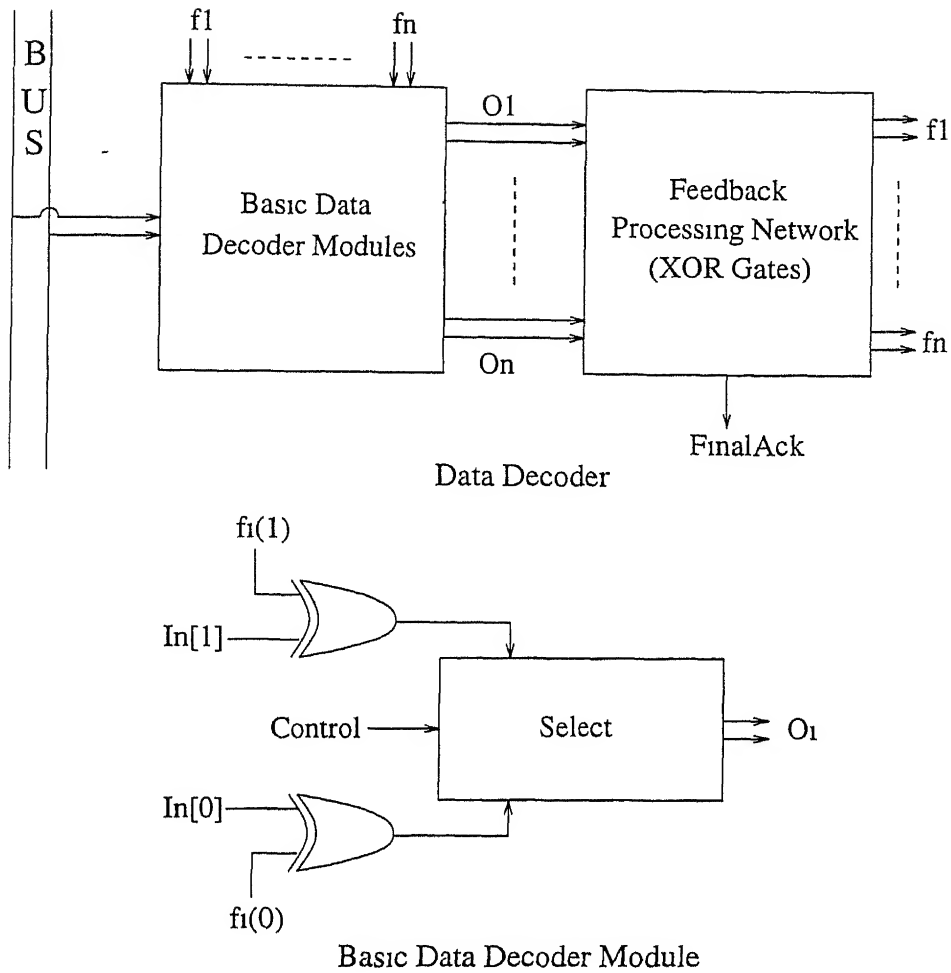 BUS
f1
fn
O1
f1
Basic Data
Decoder Modules
Feedback
Processing Network
(XOR Gates)
fn
On
FinalAck
Data Decoder
fi(1)
In[1]
Control
Select
Oi
In[0]
fi(0)
Basic Data Decoder Module